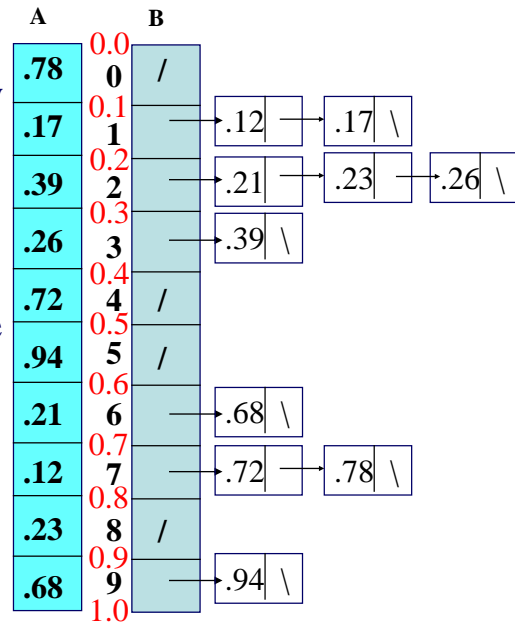 A B
0.0
.78 0 /
0.1
.17 1 .12 .17 \
0.2
.39 2 .21 .23 .26 \
0.3
.26 3 .39 \
0.4
.72 4 /
0.5
.94 5 /
0.6
.21 6 .68 \
0.7
.12 7 .72 .78 \
0.8
.23 8 /
0.9
.68 9 .94 \
1.0